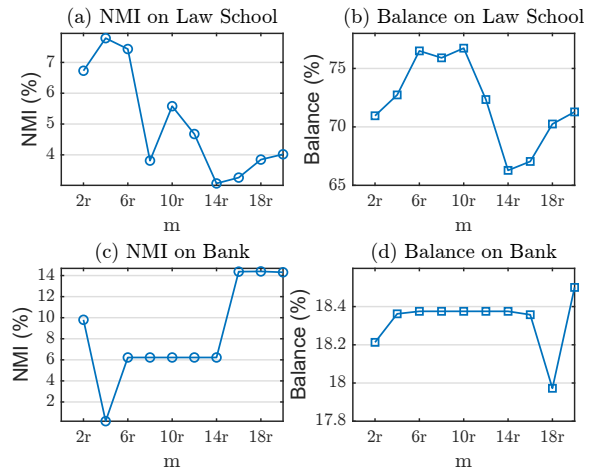 (a) NMI on Law School
NMI (%)
7
6
5
4
2r 6r 10r 14r 18r
m
(b) Balance on Law School
Balance (%)
75
70
65
2r 6r 10r 14r 18r
m
(c) NMI on Bank
NMI (%)
14
12
10
8
6
4
2
2r 6r 10r 14r 18r
m
(d) Balance on Bank
Balance (%)
18.4
18.2
18
17.8
2r 6r 10r 14r 18r
m